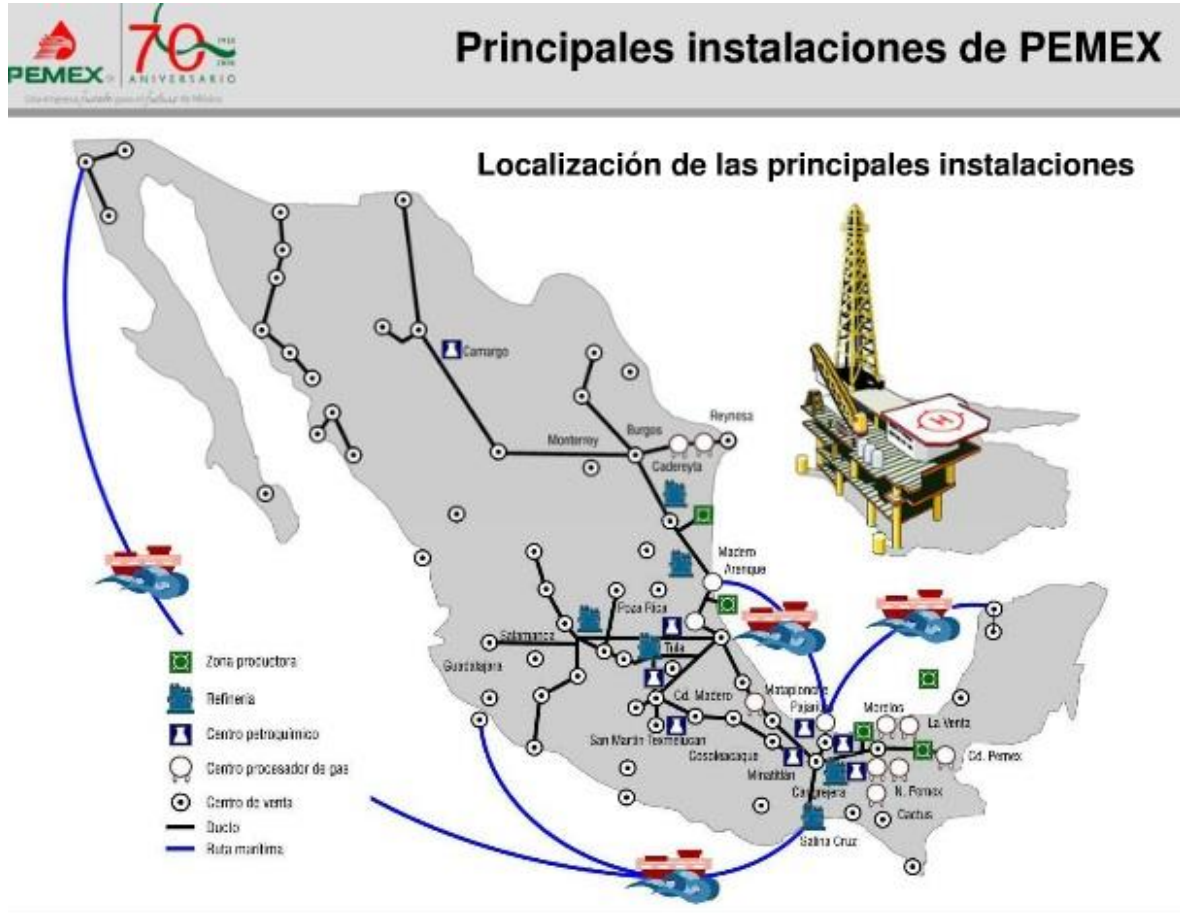 PEMEX
70
1938
2008
ANIVERSARIO
Principales instalaciones de PEMEX
Localización de las principales instalaciones
Camargo
Reynosa
Burgos
Monterrey
Cadereyta
Madero
Arenque
Poza Rica
Salamanca
Tula
Guadalajara
Cd. Madero
Matapionche
Pajaritos
Morelos
La Venta
San Martín Texmelucan
Cosoleacaque
Cd. Pemex
Minatitlán
Cangrejera
N. Pemex
Cactus
Salina Cruz
Zona productora
Refinería
Centro petroquímico
Centro procesador de gas
Centro de venta
Ducto
Ruta marítima
H